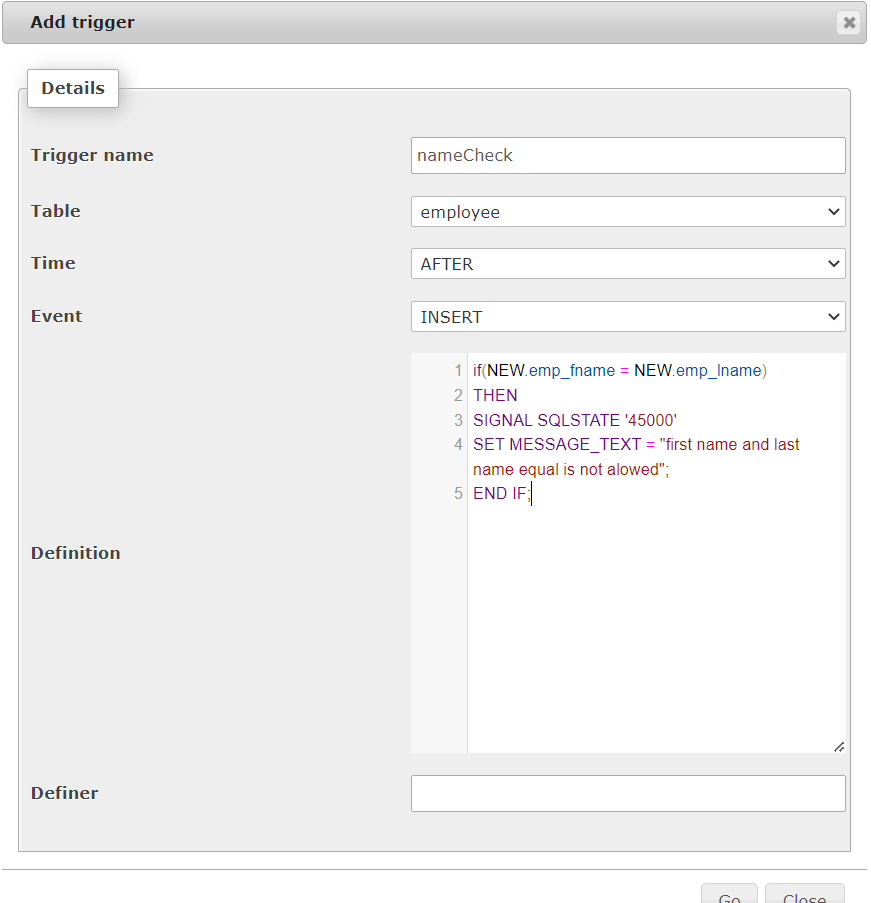 Add trigger
Details
Trigger name
nameCheck
Table
employee
Time
AFTER
Event
INSERT
Definition
1 if(NEW.emp_fname = NEW.emp_lname)
2 THEN
3 SIGNAL SQLSTATE '45000'
4 SET MESSAGE_TEXT = "first name and last
name equal is not alowed";
5 END IF;
Definer
Go
Close